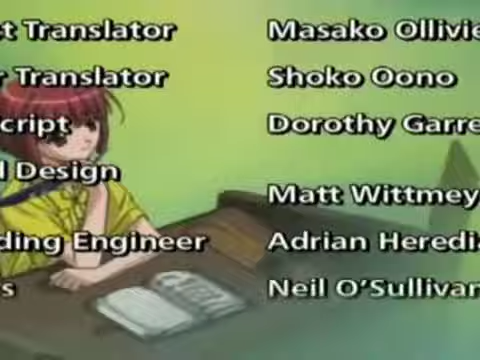 t Translator Masako Ollivie
r Translator Shoko Oono
cript Dorothy Garre
l Design
Matt Wittmey
ding Engineer Adrian Heredia
s Neil O'Sullivan